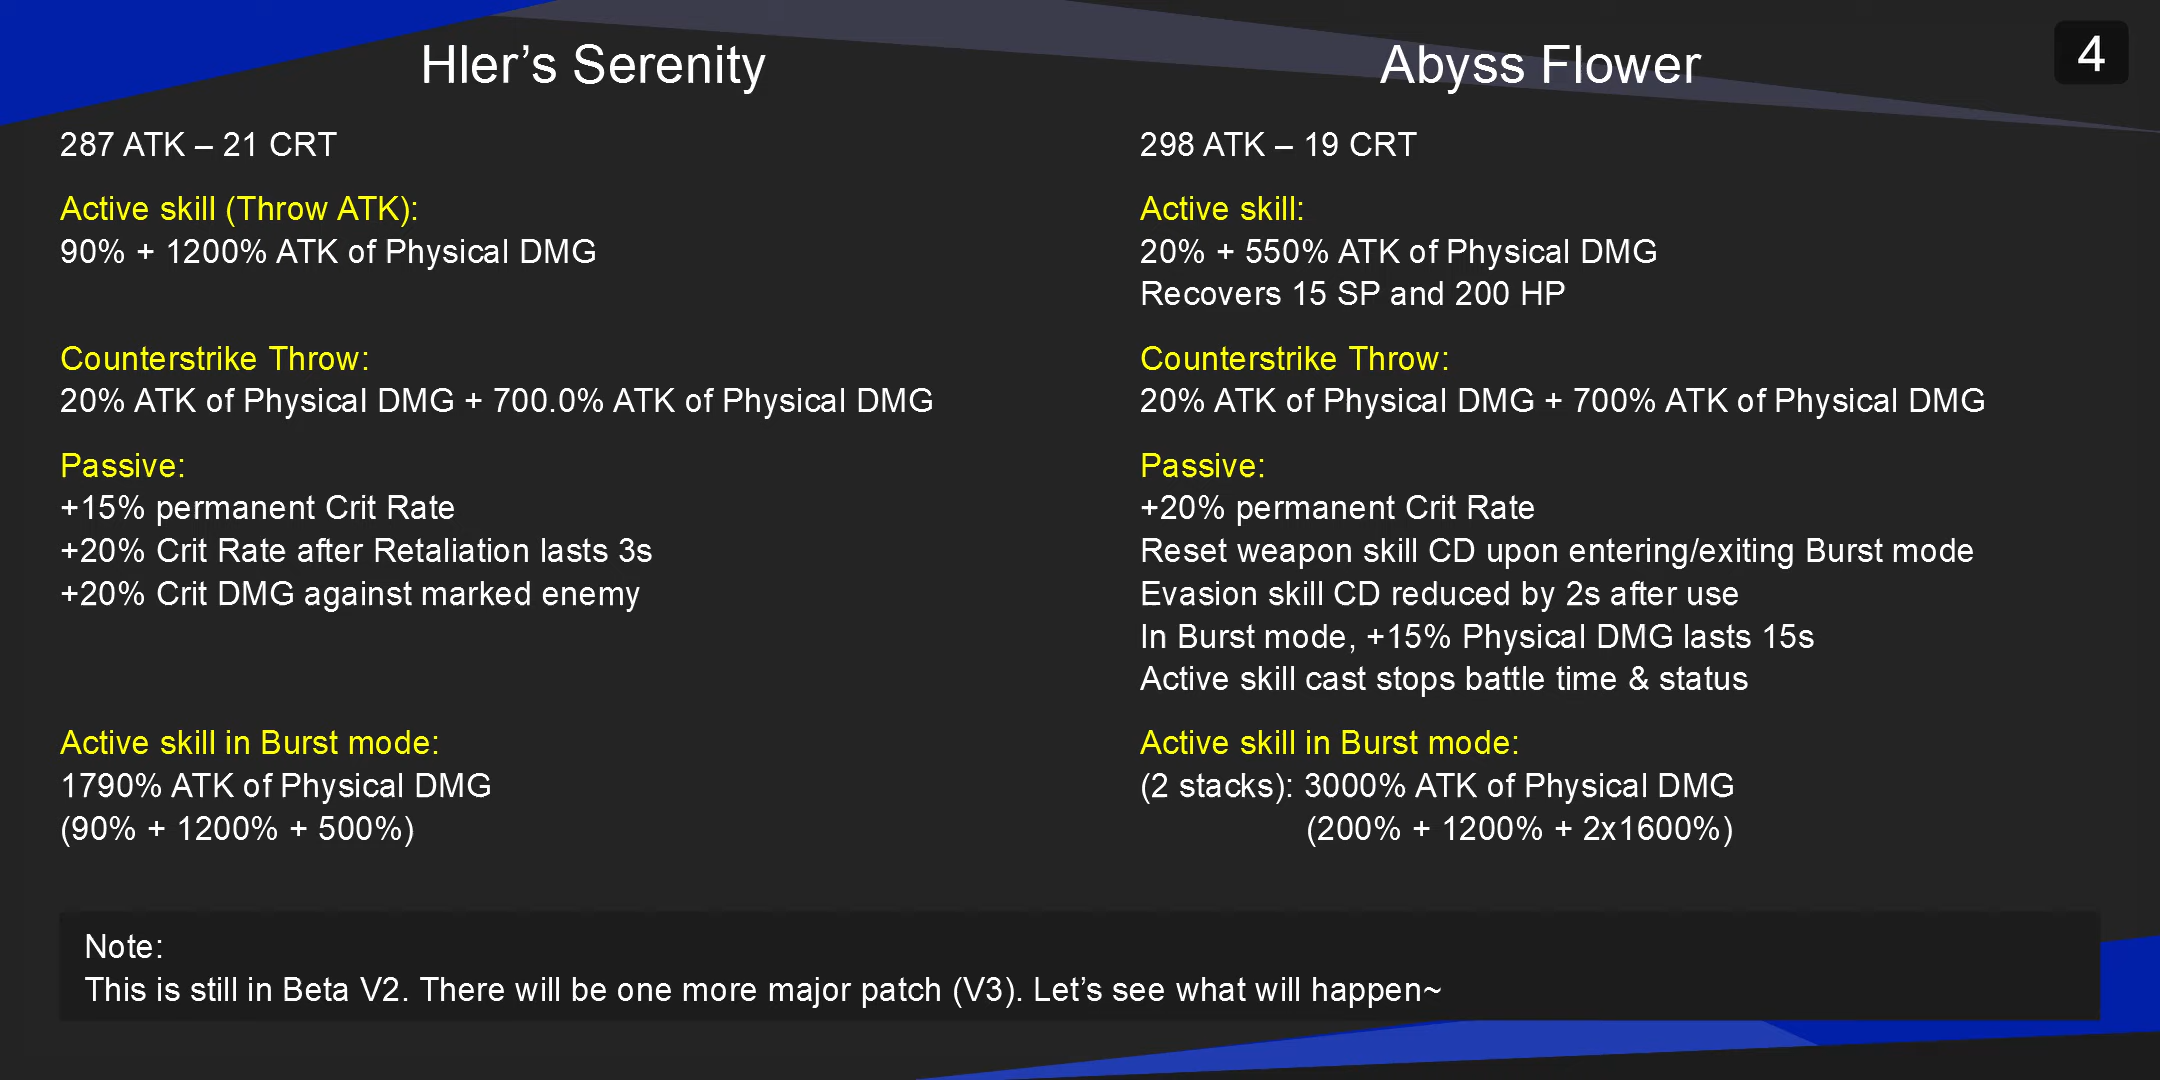 Hler’s Serenity
287 ATK – 21 CRT
Active skill (Throw ATK):
90% + 1200% ATK of Physical DMG
Counterstrike Throw:
20% ATK of Physical DMG + 700.0% ATK of Physical DMG
Passive:
+15% permanent Crit Rate
+20% Crit Rate after Retaliation lasts 3s
+20% Crit DMG against marked enemy
Active skill in Burst mode:
1790% ATK of Physical DMG
(90% + 1200% + 500%)
Abyss Flower
4
298 ATK – 19 CRT
Active skill:
20% + 550% ATK of Physical DMG
Recovers 15 SP and 200 HP
Counterstrike Throw:
20% ATK of Physical DMG + 700% ATK of Physical DMG
Passive:
+20% permanent Crit Rate
Reset weapon skill CD upon entering/exiting Burst mode
Evasion skill CD reduced by 2s after use
In Burst mode, +15% Physical DMG lasts 15s
Active skill cast stops battle time & status
Active skill in Burst mode:
(2 stacks): 3000% ATK of Physical DMG
(200% + 1200% + 2x1600%)
Note:
This is still in Beta V2. There will be one more major patch (V3). Let’s see what will happen~